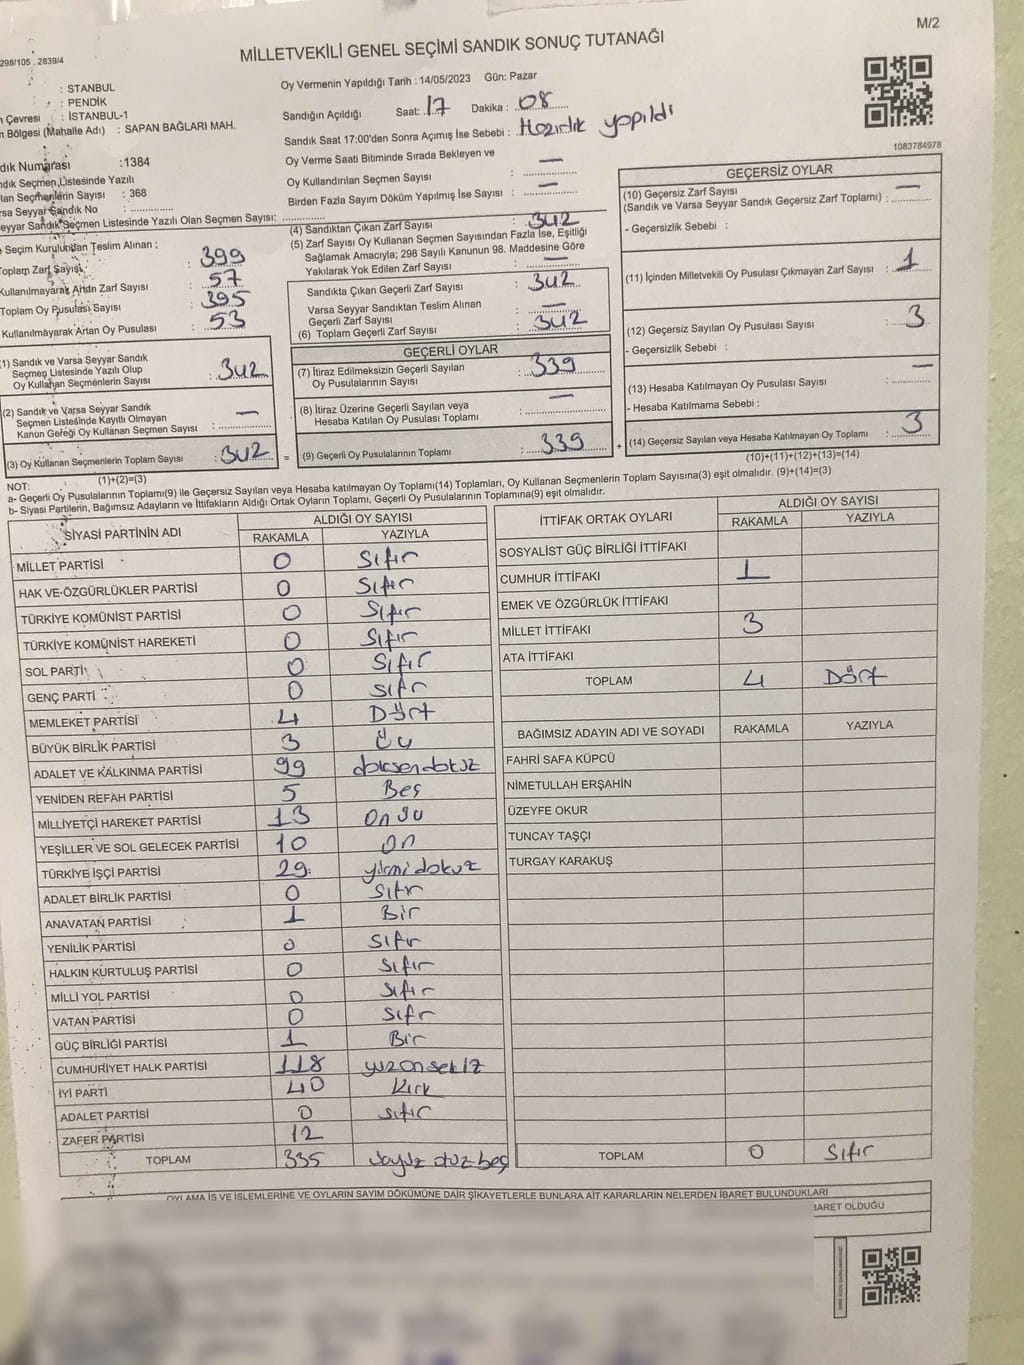 M/2
298/105 , 2839/4
MİLLETVEKİLİ GENEL SEÇİMİ SANDIK SONUÇ TUTANAĞI
: STANBUL
: PENDİK
Çevresi : İSTANBUL-1
Bölgesi (Mahalle Adı) : SAPAN BAĞLARI MAH.
Oy Vermenin Yapıldığı Tarih : 14/05/2023 Gün: Pazar
Sandığın Açıldığı Saat: 17 Dakika : 08
Sandık Saat 17:00'den Sonra Açımış İse Sebebi : Hazırlık yapıldı
Oy Verme Saati Bitiminde Sırada Bekleyen ve
Oy Kullandırılan Seçmen Sayısı : —
Birden Fazla Sayım Döküm Yapılmış İse Sayısı : —
1083784978
dık Numarası :1384
ndık Seçmen Listesinde Yazılı
lan Seçmenlerin Sayısı : 368
rsa Seyyar Sandık No :
eyyar Sandık Seçmen Listesinde Yazılı Olan Seçmen Sayısı:
Seçim Kurulundan Teslim Alınan ;
Toplam Zarf Sayısı : 399
Kullanılmayarak Artan Zarf Sayısı : 57
Toplam Oy Pusulası Sayısı : 395
Kullanılmayarak Artan Oy Pusulası : 53
(1) Sandık ve Varsa Seyyar Sandık
Seçmen Listesinde Yazılı Olup
Oy Kullanan Seçmenlerin Sayısı : 342
(2) Sandık ve Varsa Seyyar Sandık
Seçmen Listesinde Kayıtlı Olmayan
Kanun Gereği Oy Kullanan Seçmen Sayısı : —
(3) Oy Kullanan Seçmenlerin Toplam Sayısı : 342
(1)+(2)=(3)
(4) Sandıktan Çıkan Zarf Sayısı : 342
(5) Zarf Sayısı Oy Kullanan Seçmen Sayısından Fazla İse, Eşitliği
Sağlamak Amacıyla; 298 Sayılı Kanunun 98. Maddesine Göre
Yakılarak Yok Edilen Zarf Sayısı : —
Sandıkta Çıkan Geçerli Zarf Sayısı : 342
Varsa Seyyar Sandıktan Teslim Alınan
Geçerli Zarf Sayısı : —
(6) Toplam Geçerli Zarf Sayısı : 342
GEÇERLİ OYLAR
(7) İtiraz Edilmeksizin Geçerli Sayılan
Oy Pusulalarının Sayısı : 339
(8) İtiraz Üzerine Geçerli Sayılan veya
Hesaba Katılan Oy Pusulası Toplamı : —
= (9) Geçerli Oy Pusulalarının Toplamı : 339
GEÇERSİZ OYLAR
(10) Geçersiz Zarf Sayısı
(Sandık ve Varsa Seyyar Sandık Geçersiz Zarf Toplamı) : —
- Geçersizlik Sebebi :
(11) İçinden Milletvekili Oy Pusulası Çıkmayan Zarf Sayısı : 1
(12) Geçersiz Sayılan Oy Pusulası Sayısı : 3
- Geçersizlik Sebebi :
(13) Hesaba Katılmayan Oy Pusulası Sayısı : —
- Hesaba Katılmama Sebebi :
+ (14) Geçersiz Sayılan veya Hesaba Katılmayan Oy Toplamı : 3
(10)+(11)+(12)+(13)=(14)
NOT:
a- Geçerli Oy Pusulalarının Toplamı(9) ile Geçersiz Sayılan veya Hesaba katılmayan Oy Toplamı(14) Toplamları, Oy Kullanan Seçmenlerin Toplam Sayısına(3) eşit olmalıdır. (9)+(14)=(3)
b- Siyasi Partilerin, Bağımsız Adayların ve İttifakların Aldığı Ortak Oyların Toplamı, Geçerli Oy Pusulalarının Toplamına(9) eşit olmalıdır.
SİYASİ PARTİNİN ADI ALDIĞI OY SAYISI
RAKAMLA YAZIYLA
MİLLET PARTİSİ 0 Sıfır
HAK VE ÖZGÜRLÜKLER PARTİSİ 0 Sıfır
TÜRKİYE KOMÜNİST PARTİSİ 0 Sıfır
TÜRKİYE KOMÜNİST HAREKETİ 0 Sıfır
SOL PARTİ 0 Sıfır
GENÇ PARTİ 0 Sıfır
MEMLEKET PARTİSİ 4 Dört
BÜYÜK BİRLİK PARTİSİ 3 Üç
ADALET VE KALKINMA PARTİSİ 99 doksendokuz
YENİDEN REFAH PARTİSİ 5 Beş
MİLLİYETÇİ HAREKET PARTİSİ 13 On üç
YEŞİLLER VE SOL GELECEK PARTİSİ 10 On
TÜRKİYE İŞÇİ PARTİSİ 29 yirmidokuz
ADALET BİRLİK PARTİSİ 0 Sıfır
ANAVATAN PARTİSİ 1 Bir
YENİLİK PARTİSİ 0 Sıfır
HALKIN KURTULUŞ PARTİSİ 0 Sıfır
MİLLİ YOL PARTİSİ 0 Sıfır
VATAN PARTİSİ 0 Sıfır
GÜÇ BİRLİĞİ PARTİSİ 1 Bir
CUMHURİYET HALK PARTİSİ 118 yüzonsekiz
İYİ PARTİ 40 Kırk
ADALET PARTİSİ 0 sıfır
ZAFER PARTİSİ 12
TOPLAM 335 üçyüz otuz beş
İTTİFAK ORTAK OYLARI ALDIĞI OY SAYISI
RAKAMLA YAZIYLA
SOSYALİST GÜÇ BİRLİĞİ İTTİFAKI
CUMHUR İTTİFAKI 1
EMEK VE ÖZGÜRLÜK İTTİFAKI
MİLLET İTTİFAKI 3
ATA İTTİFAKI
TOPLAM 4 Dört
BAĞIMSIZ ADAYIN ADI VE SOYADI RAKAMLA YAZIYLA
FAHRİ SAFA KÜPCÜ
NİMETULLAH ERŞAHİN
ÜZEYFE OKUR
TUNCAY TAŞÇI
TURGAY KARAKUŞ
TOPLAM 0 Sıfır
OYLAMA İŞ VE İŞLEMLERİNE VE OYLARIN SAYIM DÖKÜMÜNE DAİR ŞİKAYETLERLE BUNLARA AİT KARARLARIN NELERDEN İBARET BULUNDUKLARI
BARET OLDUĞU